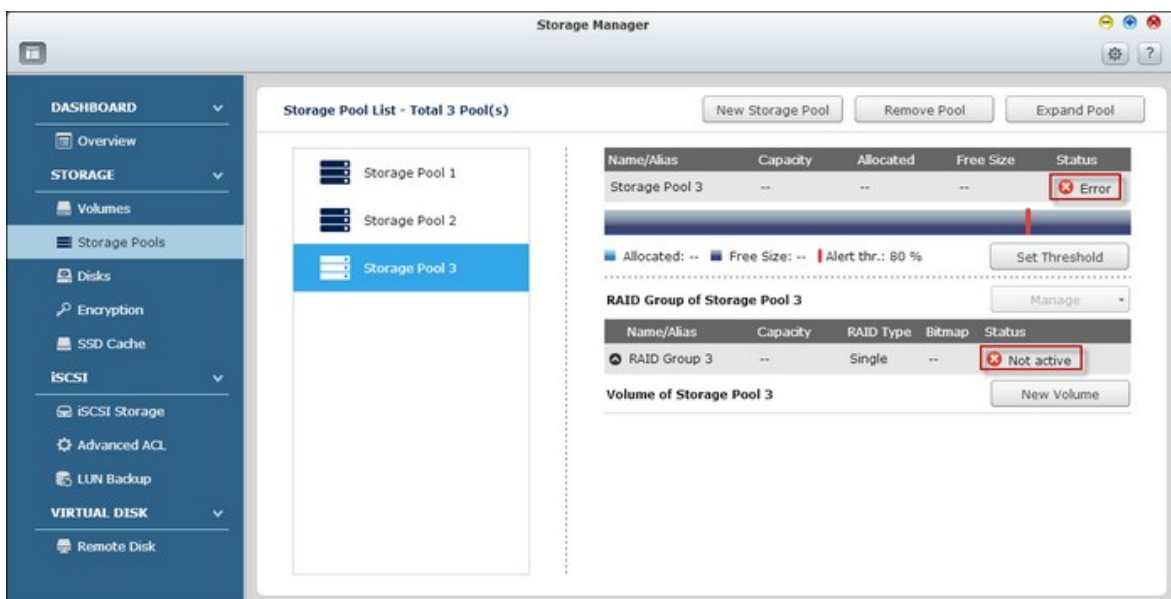 Storage Manager
?
DASHBOARD
Overview
STORAGE
Volumes
Storage Pools
Disks
Encryption
SSD Cache
iSCSI
iSCSI Storage
Advanced ACL
LUN Backup
VIRTUAL DISK
Remote Disk
Storage Pool List - Total 3 Pool(s)
New Storage Pool Remove Pool Expand Pool
Storage Pool 1
Storage Pool 2
Storage Pool 3
Name/Alias Capacity Allocated Free Size Status
Storage Pool 3 -- -- -- Error
Allocated: -- Free Size: -- Alert thr.: 80 % Set Threshold
RAID Group of Storage Pool 3 Manage
Name/Alias Capacity RAID Type Bitmap Status
RAID Group 3 -- Single -- Not active
Volume of Storage Pool 3 New Volume